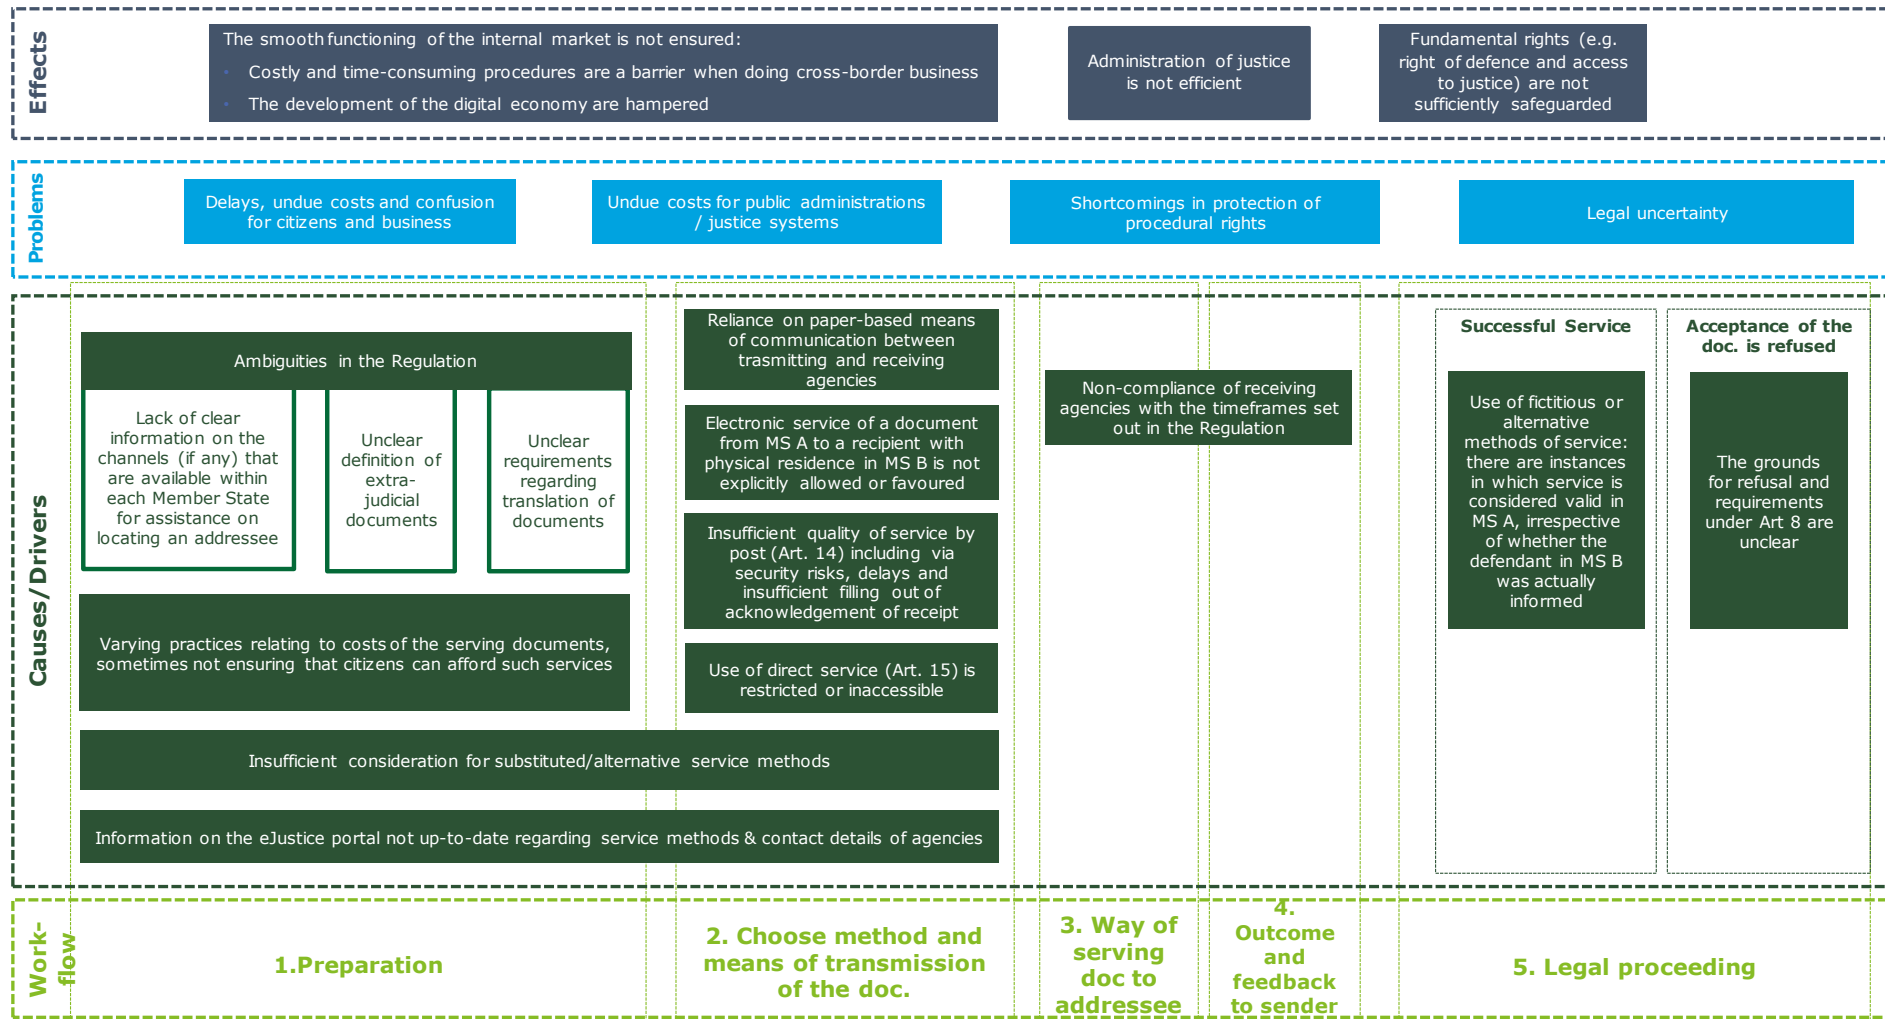 Effects
The smooth functioning of the internal market is not ensured:
• Costly and time-consuming procedures are a barrier when doing cross-border business
• The development of the digital economy are hampered
Administration of justice
is not efficient
Fundamental rights (e.g.
right of defence and access
to justice) are not
sufficiently safeguarded
Problems
Delays, undue costs and confusion
for citizens and business
Undue costs for public administrations
/ justice systems
Shortcomings in protection of
procedural rights
Legal uncertainty
Causes/Drivers
Ambiguities in the Regulation
Lack of clear
information on the
channels (if any) that
are available within
each Member State
for assistance on
locating an addressee
Unclear
definition of
extra-
judicial
documents
Unclear
requirements
regarding
translation of
documents
Varying practices relating to costs of the serving documents,
sometimes not ensuring that citizens can afford such services
Insufficient consideration for substituted/alternative service methods
Information on the eJustice portal not up-to-date regarding service methods & contact details of agencies
Reliance on paper-based means
of communication between
trasmitting and receiving
agencies
Electronic service of a document
from MS A to a recipient with
physical residence in MS B is not
explicitly allowed or favoured
Insufficient quality of service by
post (Art. 14) including via
security risks, delays and
insufficient filling out of
acknowledgement of receipt
Use of direct service (Art. 15) is
restricted or inaccessible
Non-compliance of receiving
agencies with the timeframes set
out in the Regulation
Successful Service
Use of fictitious or
alternative
methods of service:
there are instances
in which service is
considered valid in
MS A, irrespective
of whether the
defendant in MS B
was actually
informed
Acceptance of the
doc. is refused
The grounds
for refusal and
requirements
under Art 8 are
unclear
Work-
flow
1.Preparation
2. Choose method and
means of transmission
of the doc.
3. Way of
serving
doc to
addressee
4.
Outcome
and
feedback
to sender
5. Legal proceeding